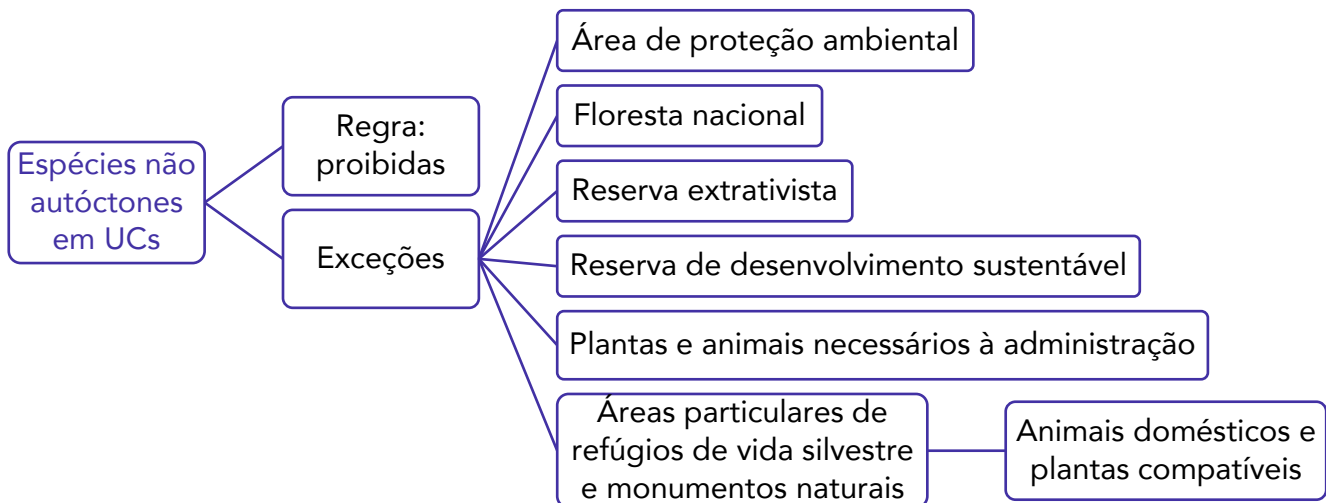 Espécies não
autóctones
em UCs
Regra:
proibidas
Exceções
Área de proteção ambiental
Floresta nacional
Reserva extrativista
Reserva de desenvolvimento sustentável
Plantas e animais necessários à administração
Áreas particulares de
refúgios de vida silvestre
e monumentos naturais
Animais domésticos e
plantas compatíveis